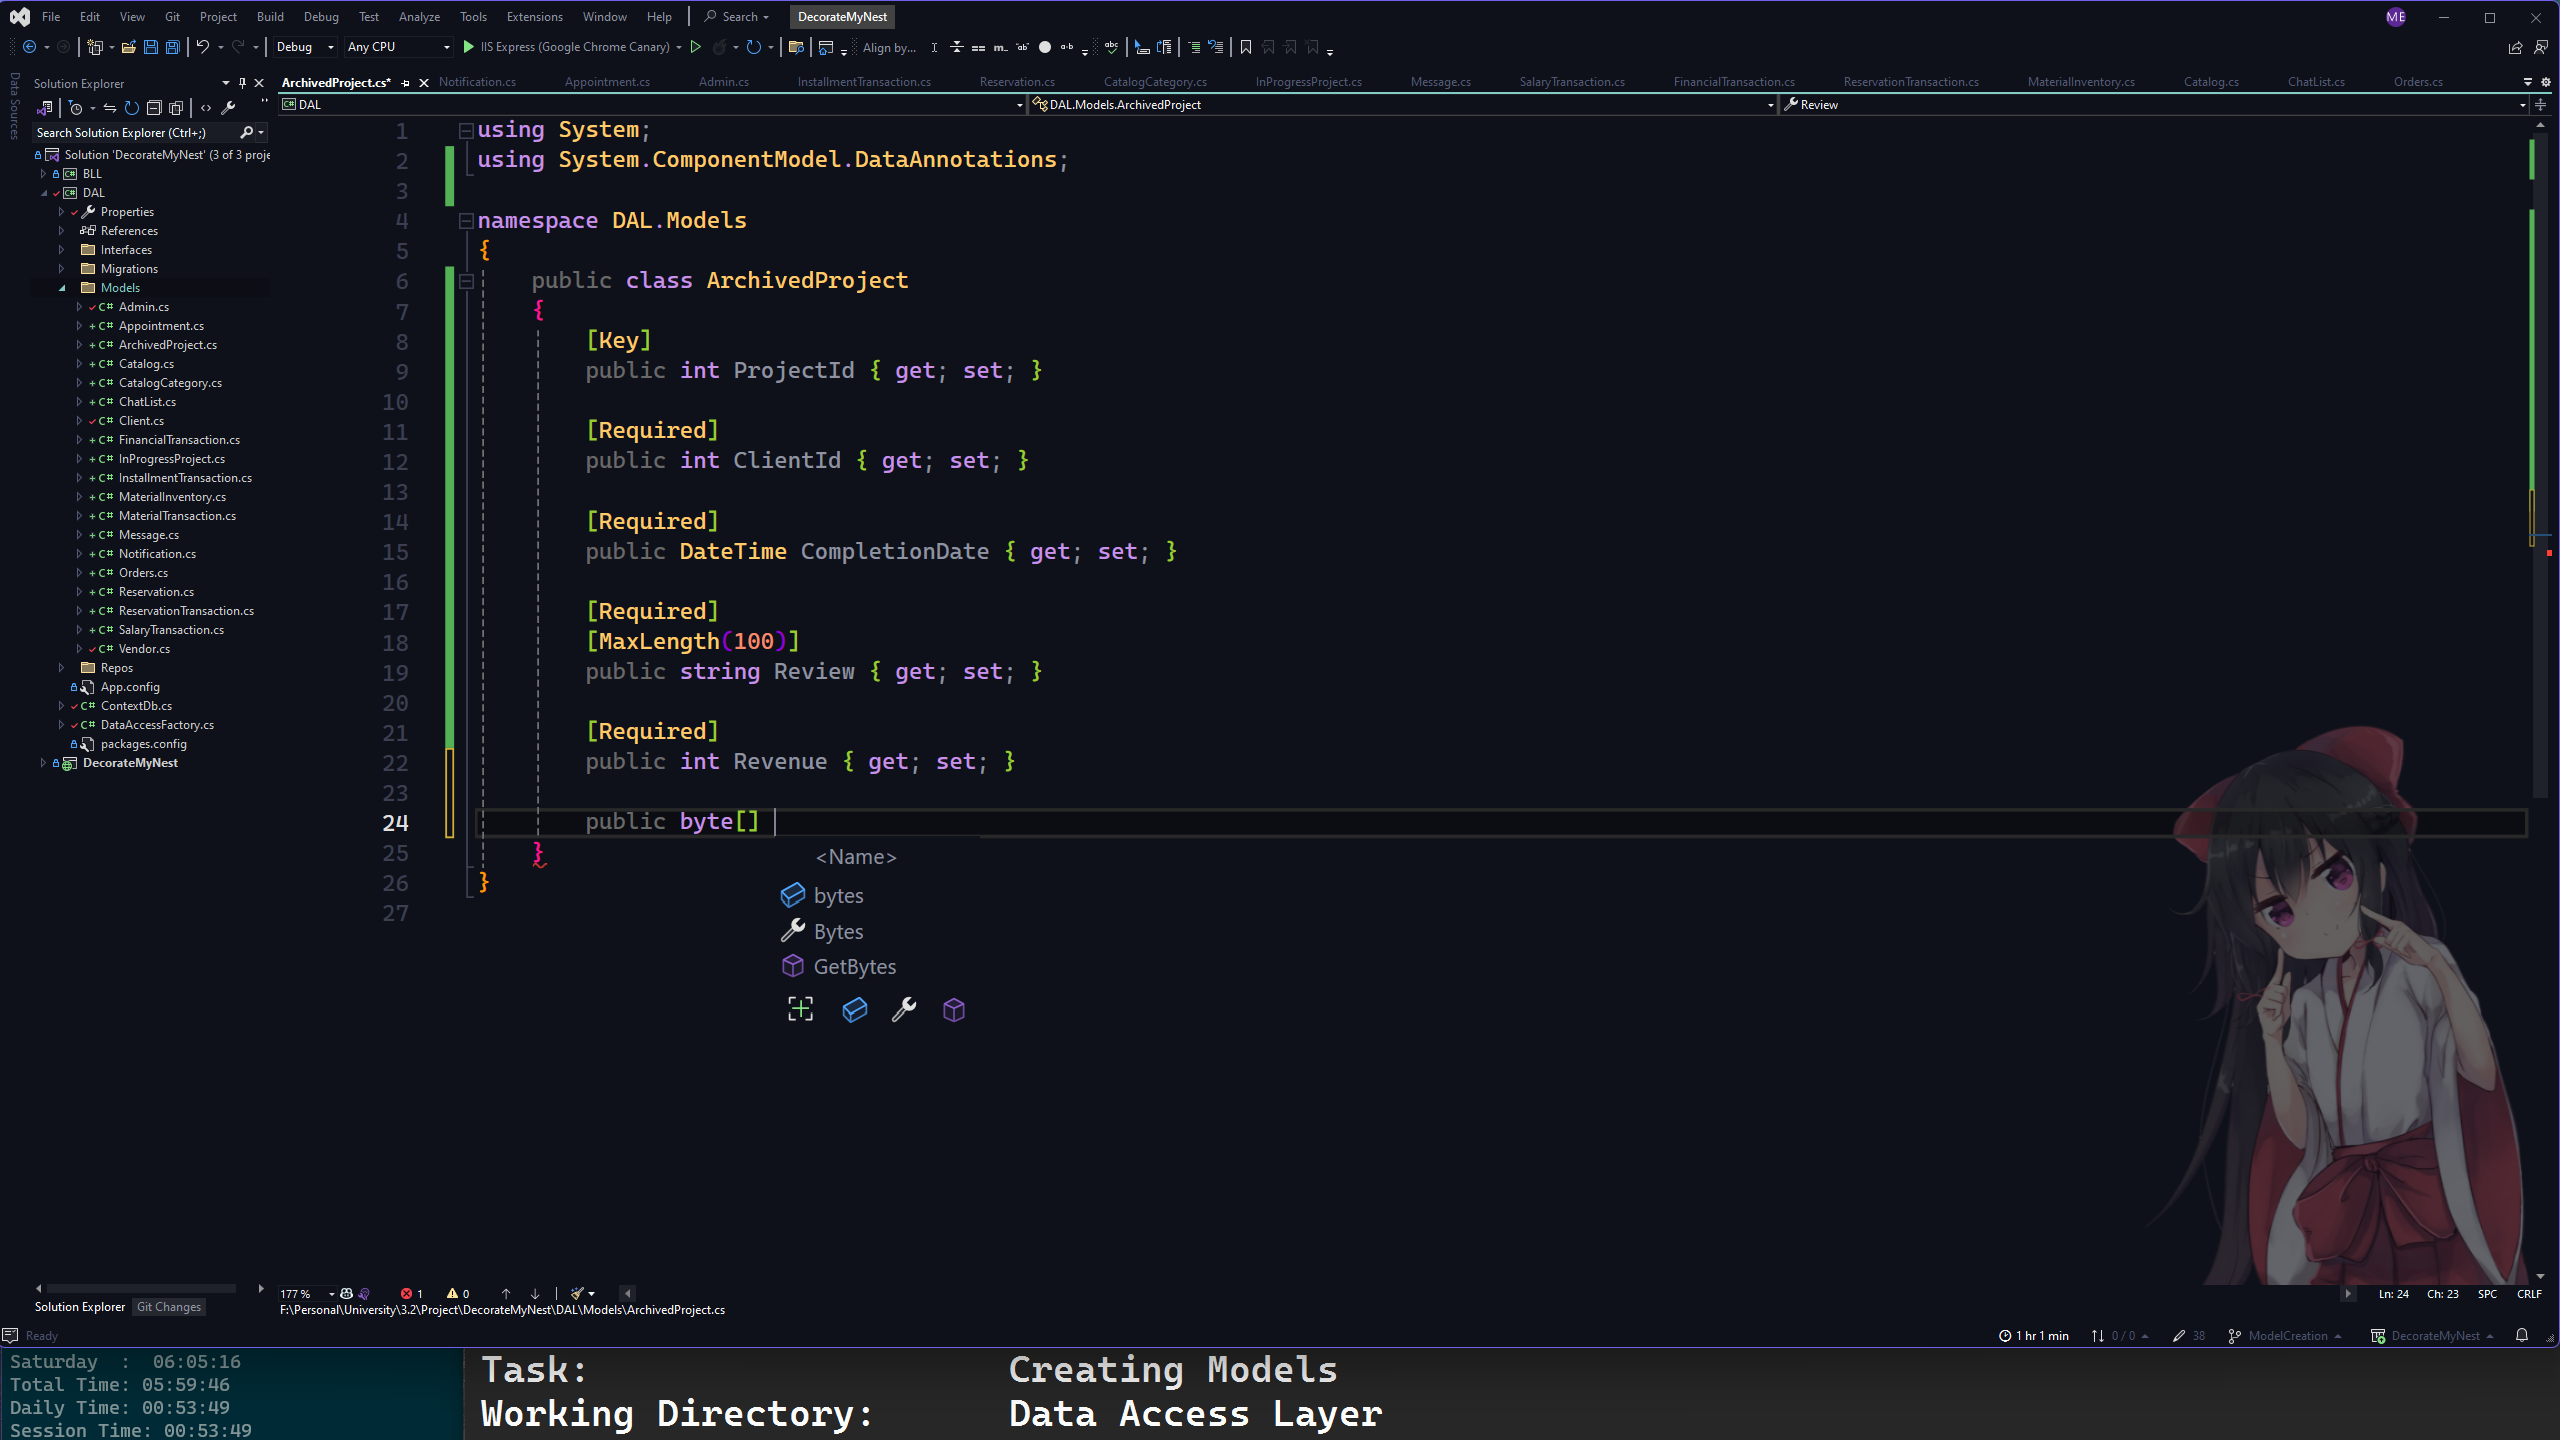 File Edit View Git Project Build Debug Test Analyze Tools Extensions Window Help Search DecorateMyNest ME
Debug Any CPU IIS Express (Google Chrome Canary) Align by...
Data Sources
Solution Explorer
Search Solution Explorer (Ctrl+;)
Solution 'DecorateMyNest' (3 of 3 proje
BLL
DAL
Properties
References
Interfaces
Migrations
Models
C# Admin.cs
C# Appointment.cs
C# ArchivedProject.cs
C# Catalog.cs
C# CatalogCategory.cs
C# ChatList.cs
C# Client.cs
C# FinancialTransaction.cs
C# InProgressProject.cs
C# InstallmentTransaction.cs
C# MaterialInventory.cs
C# MaterialTransaction.cs
C# Message.cs
C# Notification.cs
C# Orders.cs
C# Reservation.cs
C# ReservationTransaction.cs
C# SalaryTransaction.cs
C# Vendor.cs
Repos
App.config
C# ContextDb.cs
C# DataAccessFactory.cs
packages.config
DecorateMyNest
Solution Explorer Git Changes
ArchivedProject.cs* Notification.cs Appointment.cs Admin.cs InstallmentTransaction.cs Reservation.cs CatalogCategory.cs InProgressProject.cs Message.cs SalaryTransaction.cs FinancialTransaction.cs ReservationTransaction.cs MaterialInventory.cs Catalog.cs ChatList.cs Orders.cs
DAL DAL.Models.ArchivedProject Review
1 using System;
2 using System.ComponentModel.DataAnnotations;
3
4 namespace DAL.Models
5 {
6 public class ArchivedProject
7 {
8 [Key]
9 public int ProjectId { get; set; }
10
11 [Required]
12 public int ClientId { get; set; }
13
14 [Required]
15 public DateTime CompletionDate { get; set; }
16
17 [Required]
18 [MaxLength(100)]
19 public string Review { get; set; }
20
21 [Required]
22 public int Revenue { get; set; }
23
24 public byte[]
25 }
26 }
27
<Name>
bytes
Bytes
GetBytes
177 % 1 0
Ln: 24 Ch: 23 SPC CRLF
F:\Personal\University\3.2\Project\DecorateMyNest\DAL\Models\ArchivedProject.cs
Ready 1 hr 1 min 0 / 0 38 ModelCreation DecorateMyNest
Saturday : 06:05:16
Total Time: 05:59:46
Daily Time: 00:53:49
Session Time: 00:53:49
Task: Creating Models
Working Directory: Data Access Layer